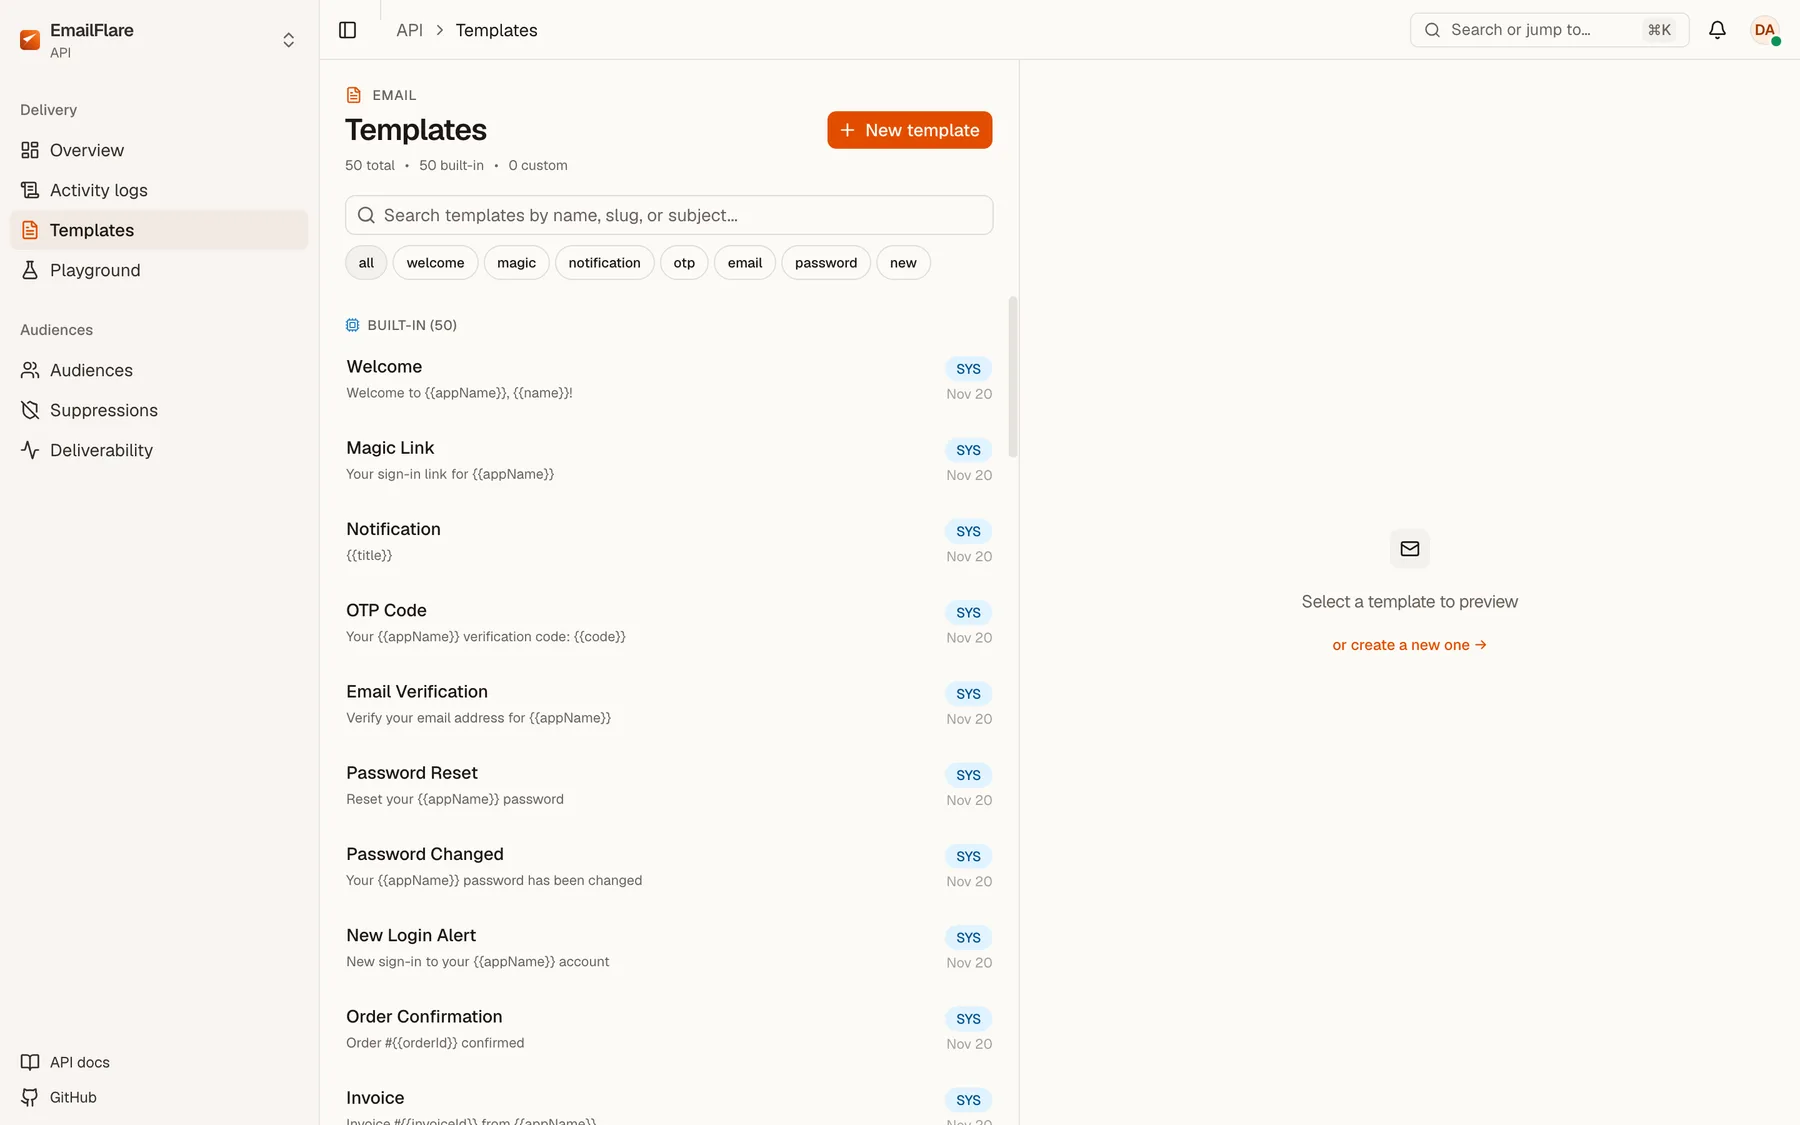 EmailFlare
API
Delivery
Overview
Activity logs
Templates
Playground
Audiences
Audiences
Suppressions
Deliverability
API docs
GitHub
API > Templates
Search or jump to... ⌘K
DA
EMAIL
Templates
50 total • 50 built-in • 0 custom
+ New template
Search templates by name, slug, or subject...
all welcome magic notification otp email password new
BUILT-IN (50)
Welcome SYS
Welcome to {{appName}}, {{name}}! Nov 20
Magic Link SYS
Your sign-in link for {{appName}} Nov 20
Notification SYS
{{title}} Nov 20
OTP Code SYS
Your {{appName}} verification code: {{code}} Nov 20
Email Verification SYS
Verify your email address for {{appName}} Nov 20
Password Reset SYS
Reset your {{appName}} password Nov 20
Password Changed SYS
Your {{appName}} password has been changed Nov 20
New Login Alert SYS
New sign-in to your {{appName}} account Nov 20
Order Confirmation SYS
Order #{{orderId}} confirmed Nov 20
Invoice SYS
Invoice #{{invoiceId}} from {{appName}} Nov 20
Select a template to preview
or create a new one →